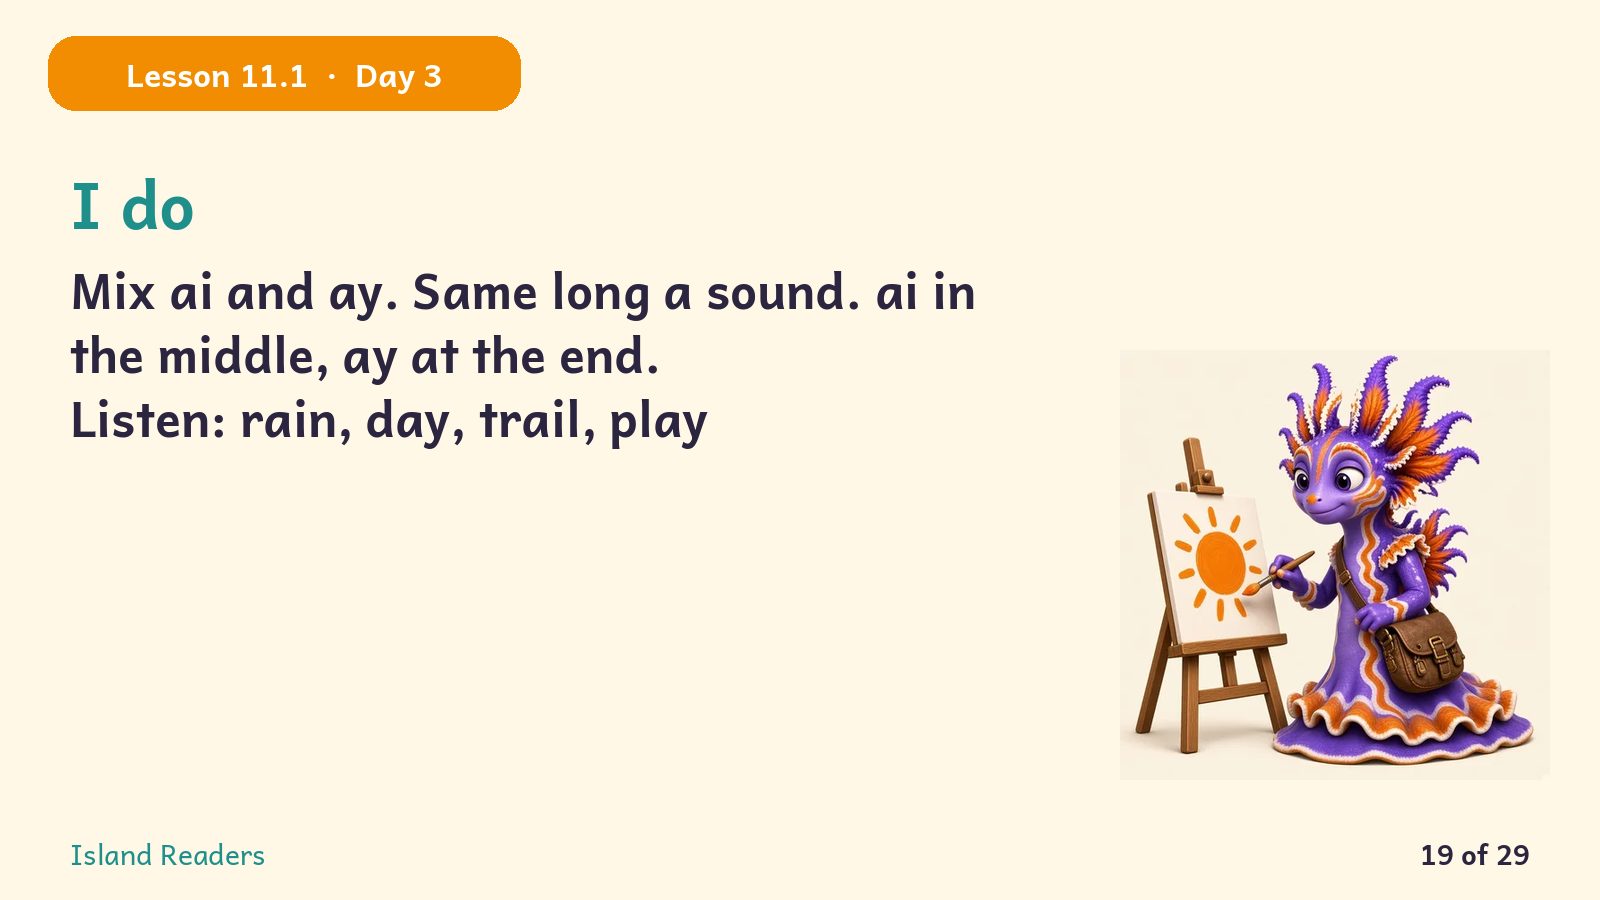 Lesson 11.1 · Day 3
I do
Mix ai and ay. Same long a sound. ai in
the middle, ay at the end.
Listen: rain, day, trail, play
Island Readers
19 of 29